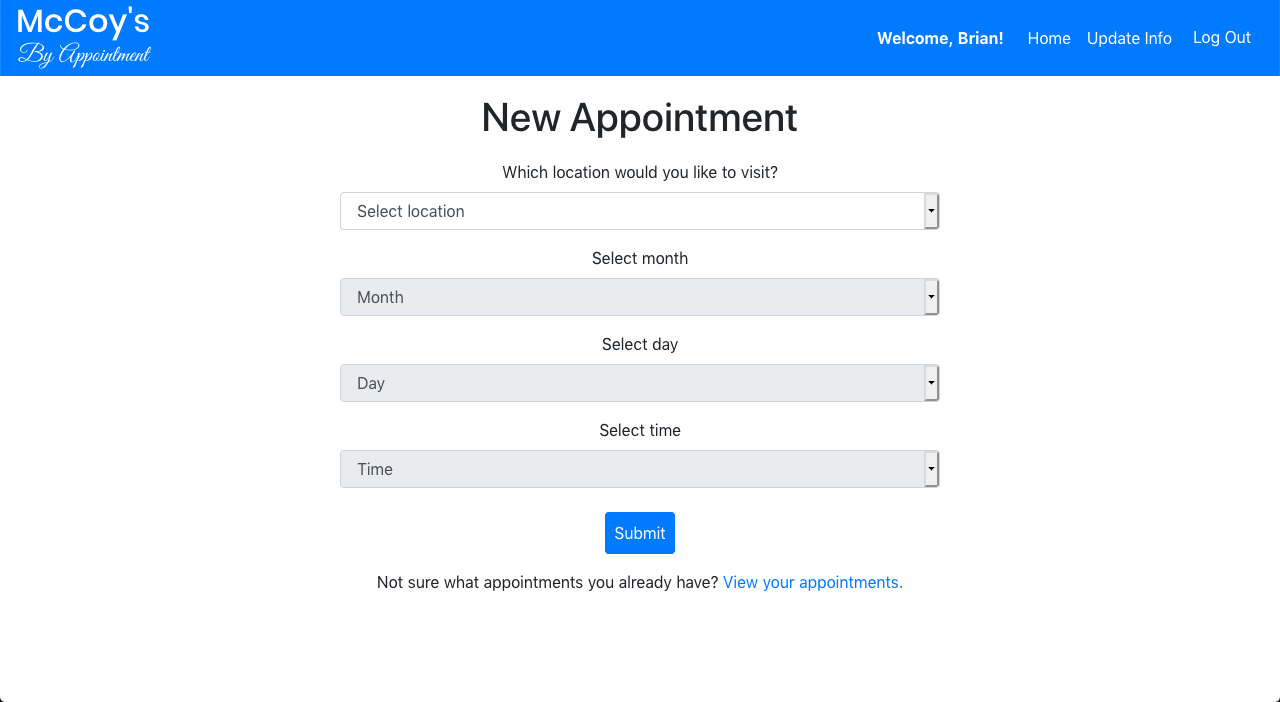 McCoy's
By Appointment
Welcome, Brian! Home Update Info Log Out
New Appointment
Which location would you like to visit?
Select location
Select month
Month
Select day
Day
Select time
Time
Submit
Not sure what appointments you already have? View your appointments.